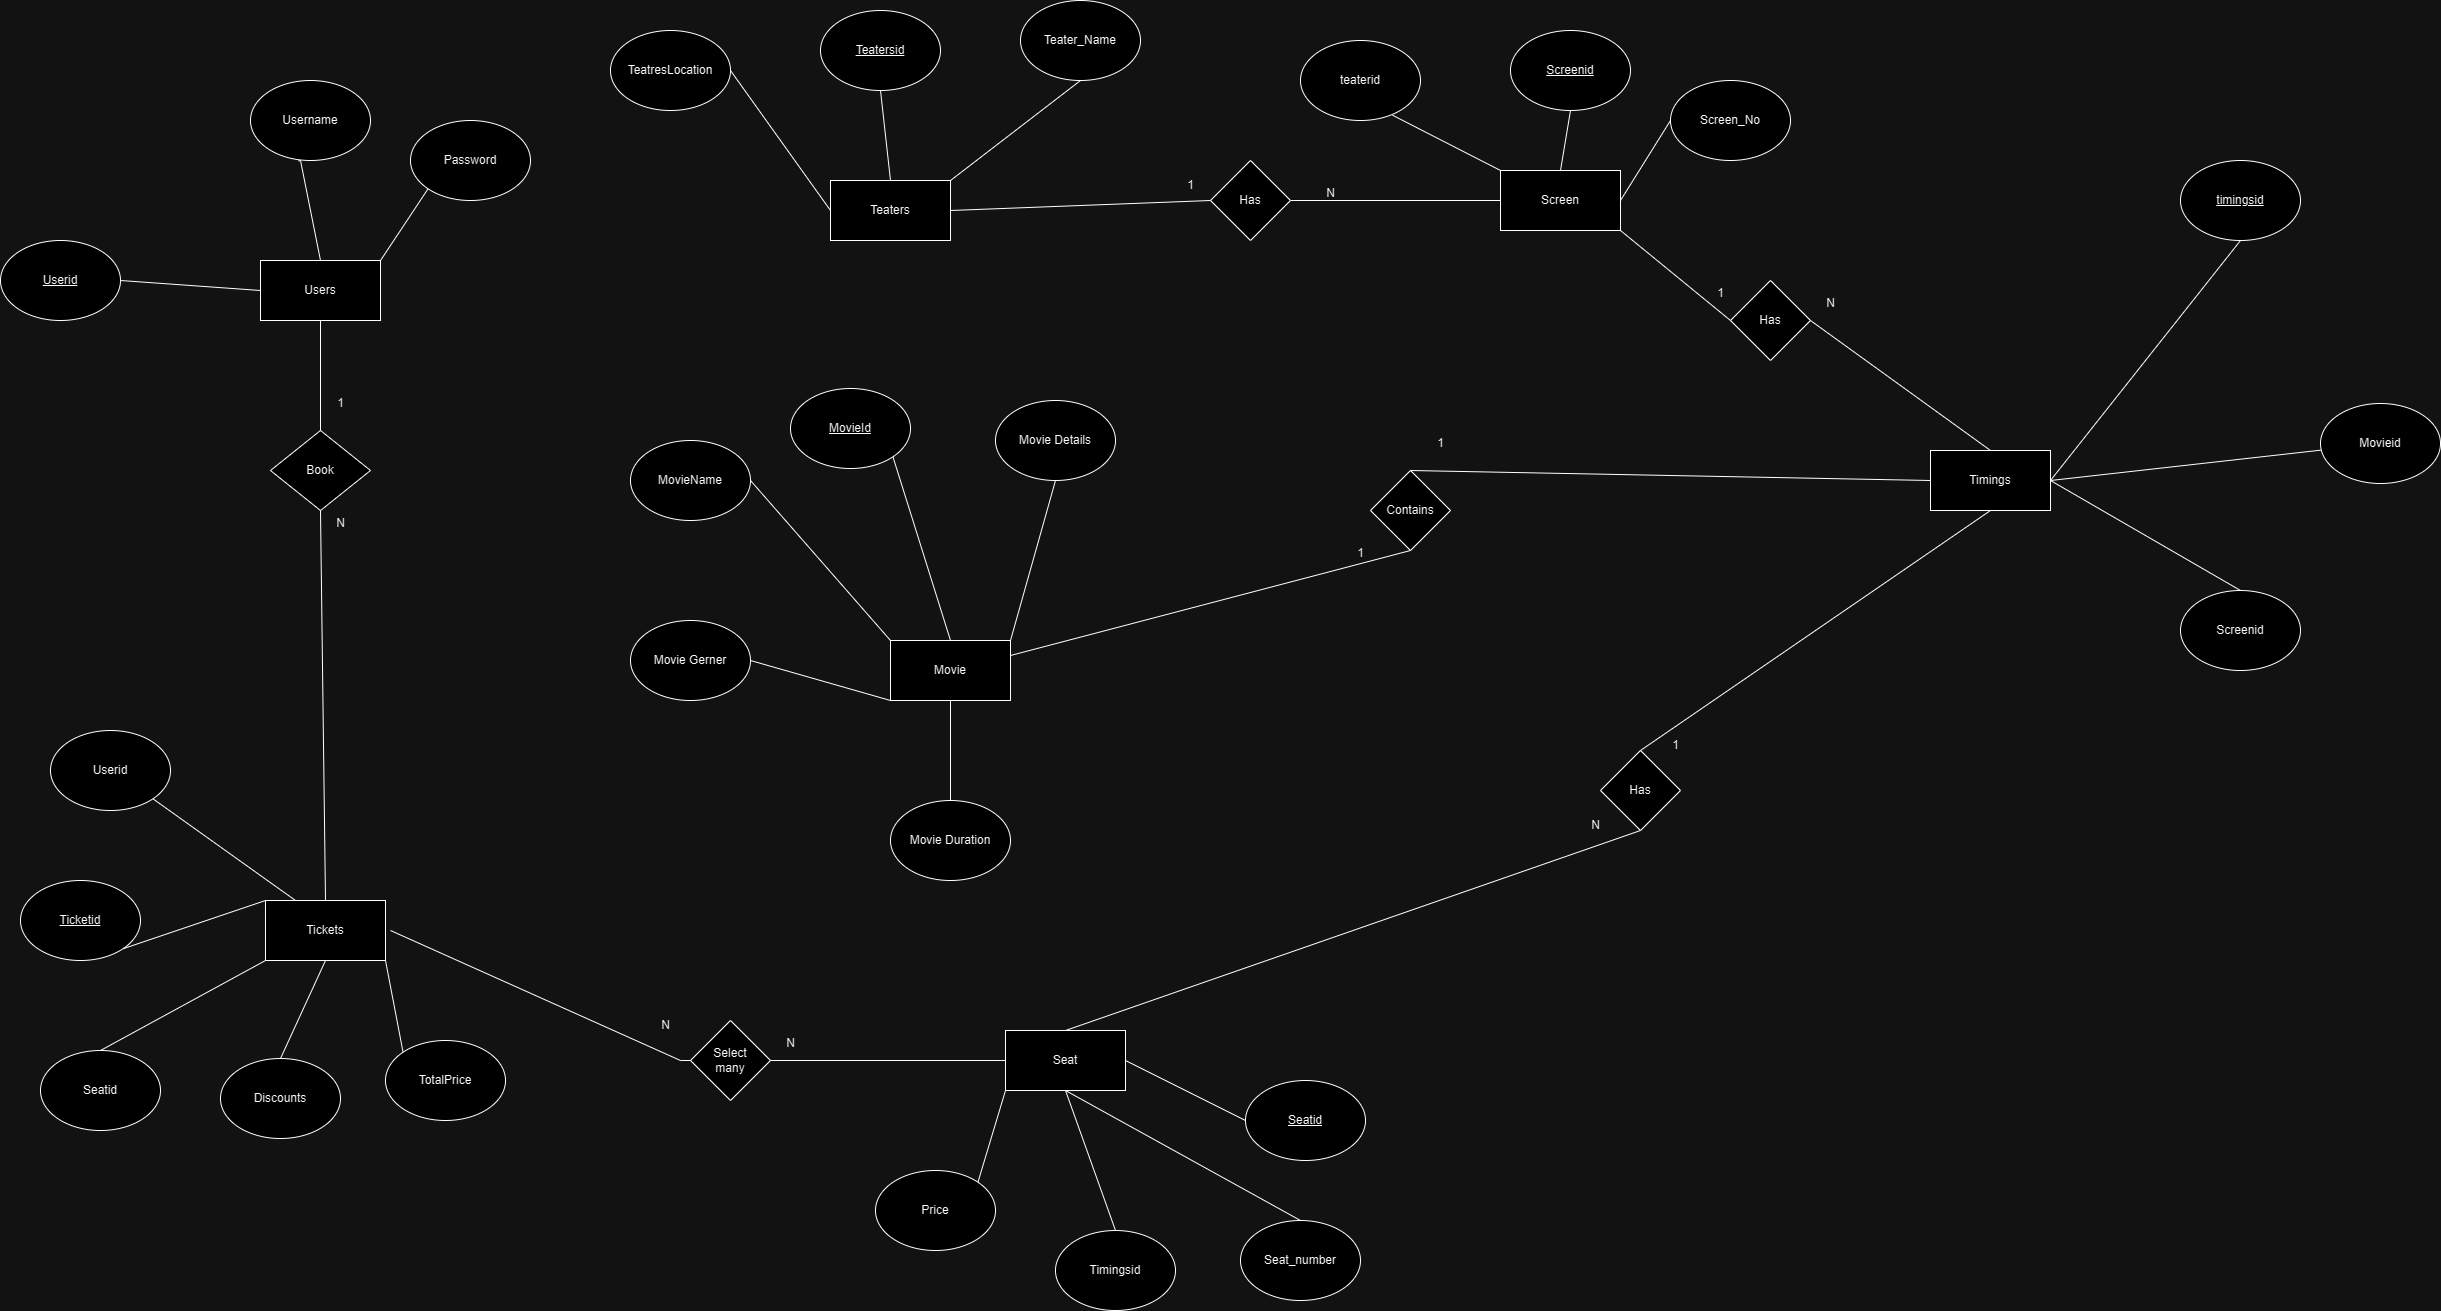 Teater_Name
Teatersid
TeatresLocation
Screenid
teaterid
Username
Screen_No
Password
1
N
timingsid
Has
Screen
Teaters
Userid
Users
1
N
Has
1
MovieId
Movie Details
1
Movieid
Book
MovieName
Timings
N
Contains
1
Screenid
Movie Gerner
Movie
1
Userid
Has
N
Movie Duration
Ticketid
Tickets
N
N
Select
many
Seat
Seatid
Discounts
TotalPrice
Seatid
Price
Timingsid
Seat_number